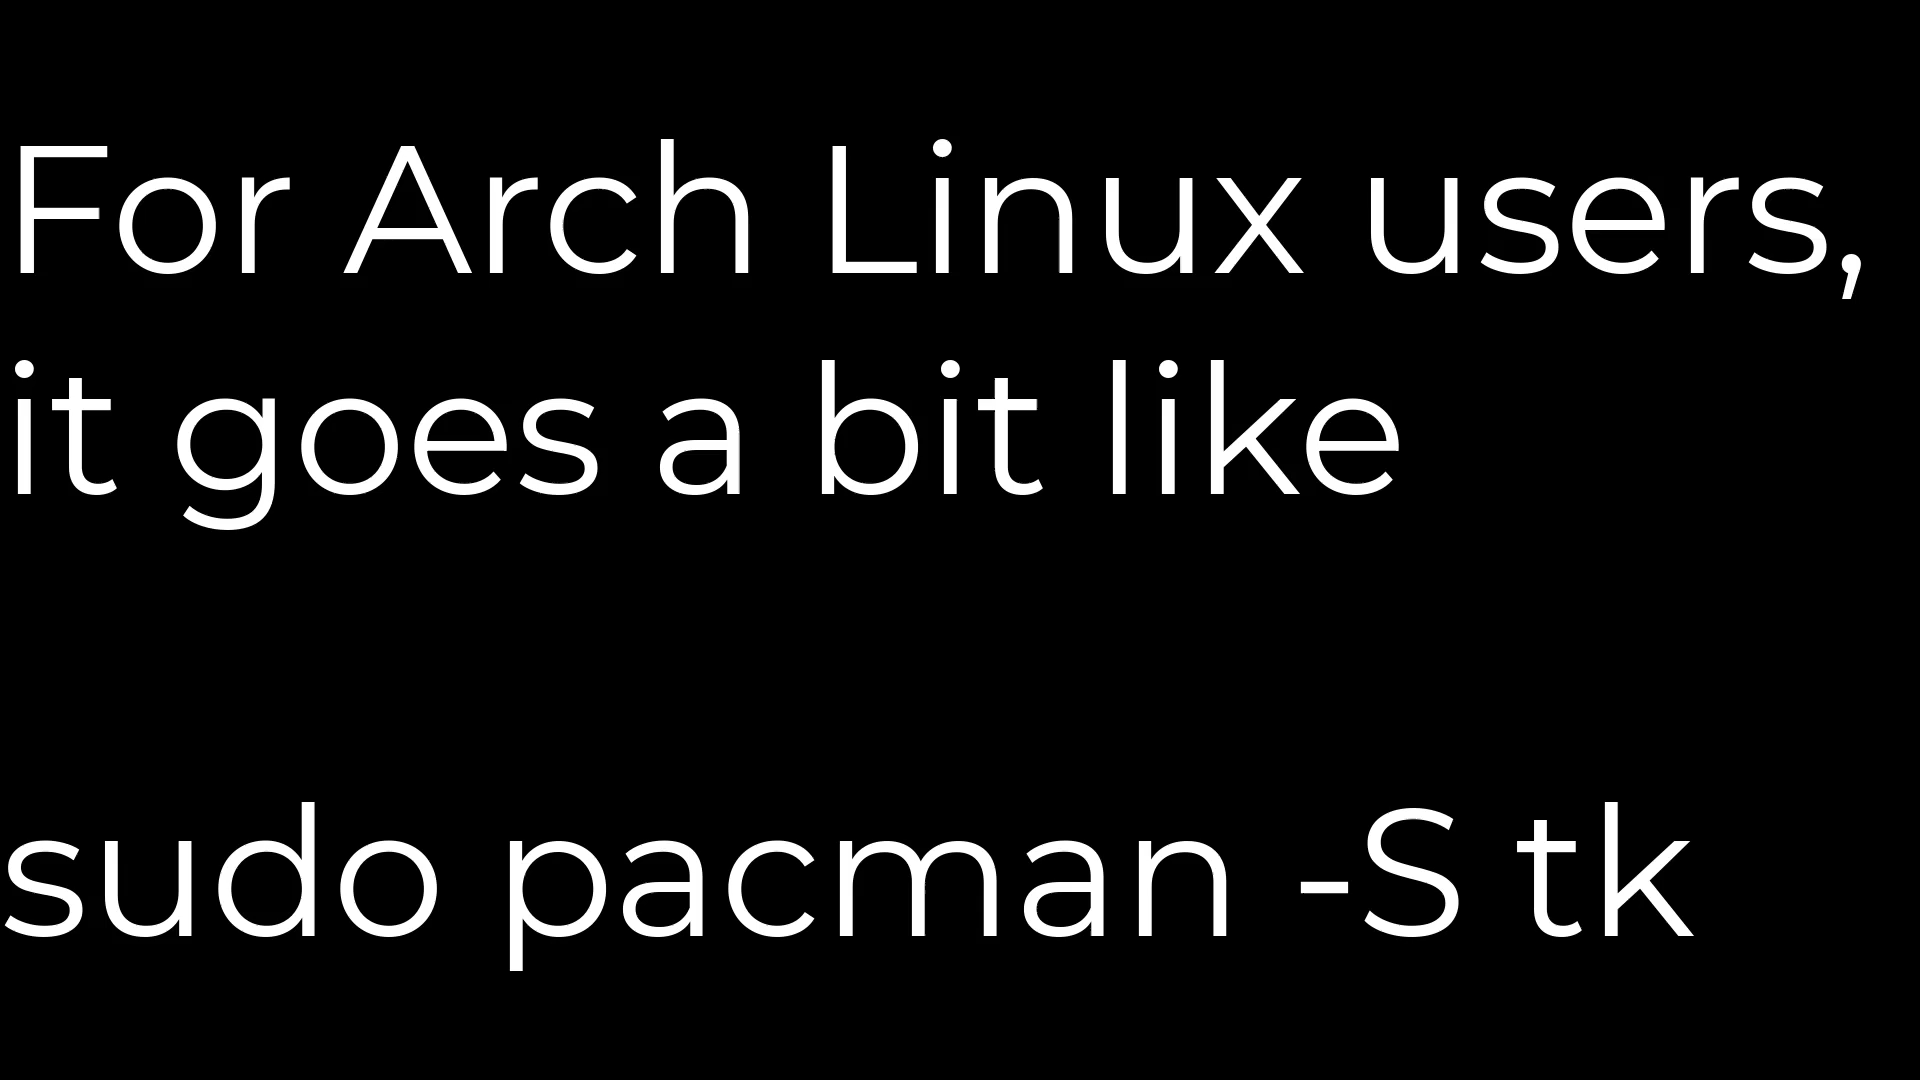 For Arch Linux users,
it goes a bit like
sudo pacman -S tk